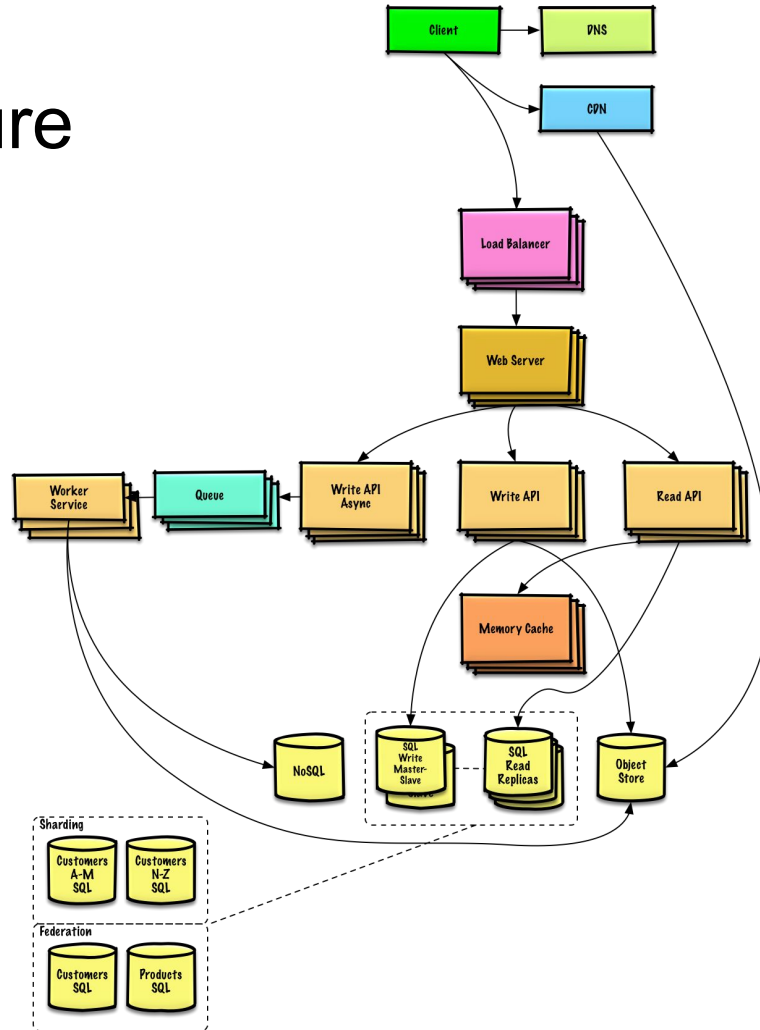 Client
DNS
ure
CDN
Load Balancer
Web Server
Worker
Service
Queue
Write API
Async
Write API
Read API
Memory Cache
NoSQL
SQL
Write
Master-
Slave
SQL
Read
Replicas
Object
Store
Sharding
Customers
A-M
SQL
Customers
N-Z
SQL
Federation
Customers
SQL
Products
SQL